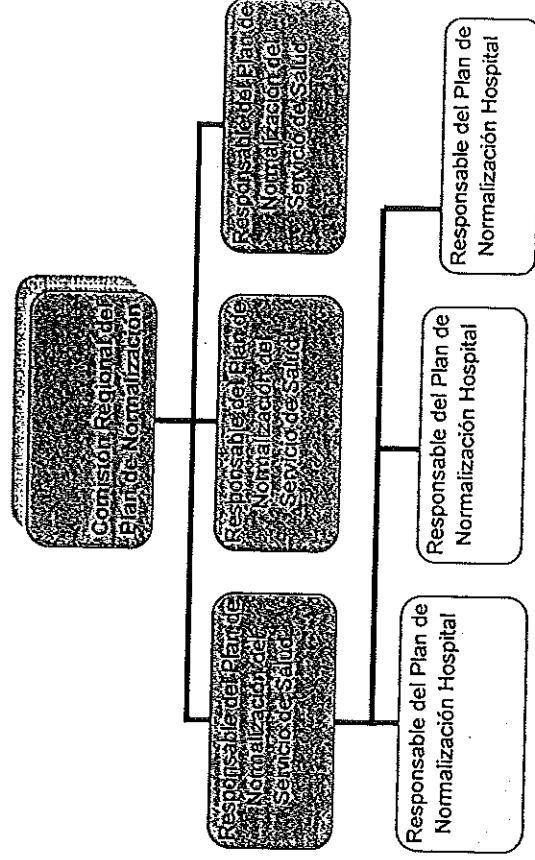 Comisión Regional del
Plan de Normalización
Responsable del Plan de
Normalización del
Servicio de Salud
Responsable del Plan de
Normalización del
Servicio de Salud
Responsable del Plan de
Normalización del
Servicio de Salud
Responsable del Plan de
Normalización Hospital
Responsable del Plan de
Normalización Hospital
Responsable del Plan de
Normalización Hospital